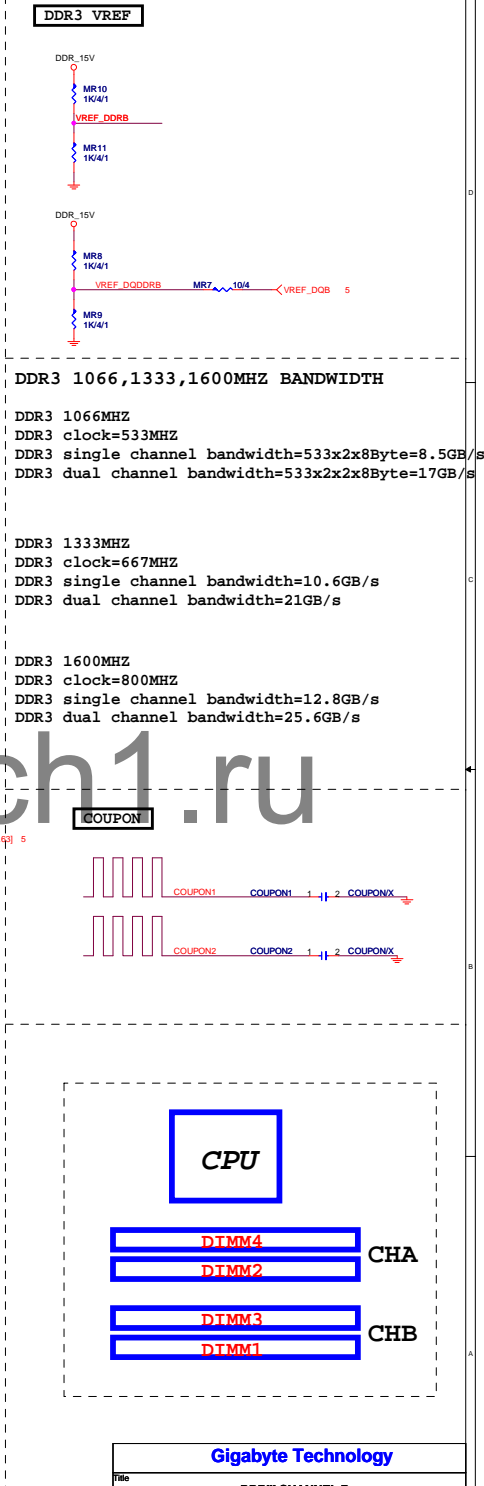 DDR3 VREF
DDR_15V
MR10
1K/4/1
VREF_DDRB
MR11
1K/4/1
D
DDR_15V
MR8
1K/4/1
VREF_DQDDRB MR7 10/4 VREF_DQB 5
MR9
1K/4/1
DDR3 1066,1333,1600MHZ BANDWIDTH
DDR3 1066MHZ
DDR3 clock=533MHZ
DDR3 single channel bandwidth=533x2x8Byte=8.5GB/s
DDR3 dual channel bandwidth=533x2x2x8Byte=17GB/s
DDR3 1333MHZ
DDR3 clock=667MHZ
DDR3 single channel bandwidth=10.6GB/s
C
DDR3 dual channel bandwidth=21GB/s
DDR3 1600MHZ
DDR3 clock=800MHZ
DDR3 single channel bandwidth=12.8GB/s
DDR3 dual channel bandwidth=25.6GB/s
ch1.ru
COUPON
63] 5
COUPON1 COUPON1 1 2 COUPON/X
COUPON2 COUPON2 1 2 COUPON/X
B
CPU
DIMM4
CHA
DIMM2
DIMM3
CHB
DIMM1
A
Gigabyte Technology
Title